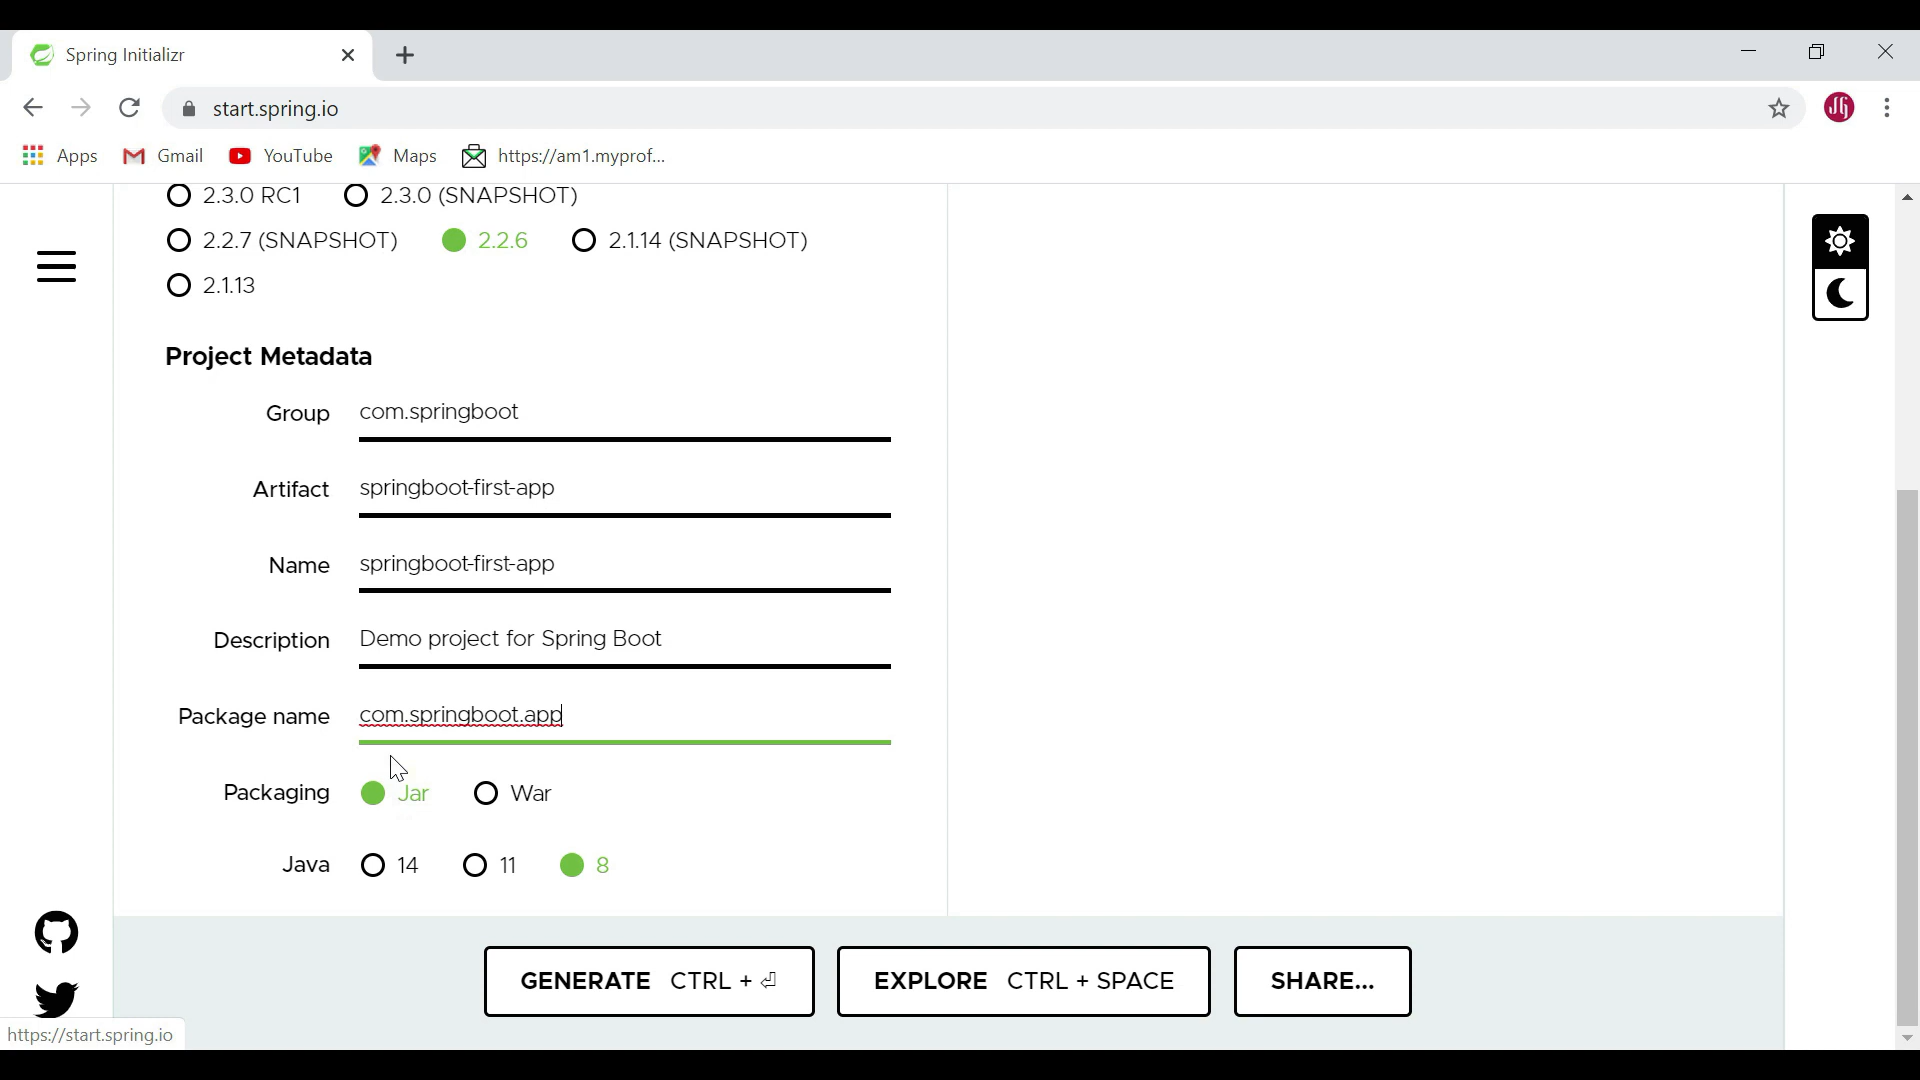 Spring Initializr
start.spring.io
Apps Gmail YouTube Maps https://am1.myprof...
2.3.0 RC1 2.3.0 (SNAPSHOT)
2.2.7 (SNAPSHOT) 2.2.6 2.1.14 (SNAPSHOT)
2.1.13
Project Metadata
Group com.springboot
Artifact springboot-first-app
Name springboot-first-app
Description Demo project for Spring Boot
Package name com.springboot.app
Packaging Jar War
Java 14 11 8
GENERATE CTRL + ⏎ EXPLORE CTRL + SPACE SHARE...
https://start.spring.io